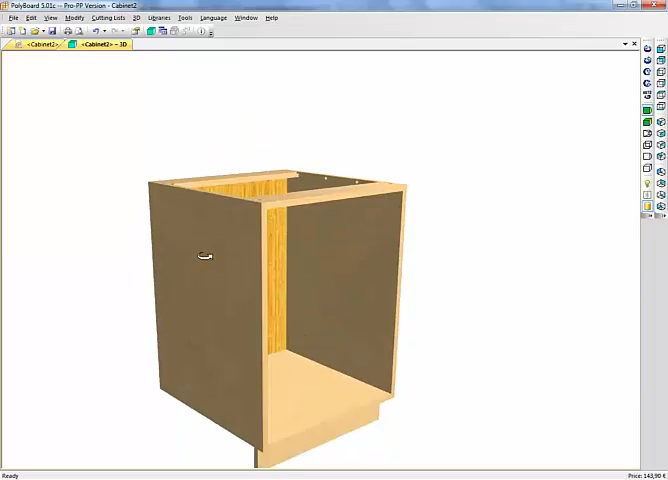 PolyBoard 5.01c -- Pro-PP Version - Cabinet2
File Edit View Modify Cutting Lists 3D Libraries Tools Language Window Help
<Cabinet2> <Cabinet2> - 3D
Ready Price: 143,90 €